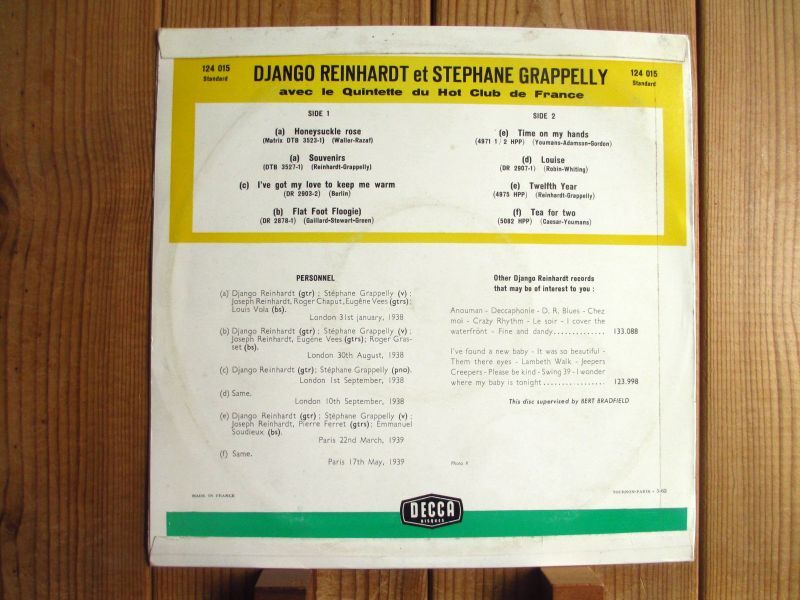 124 015
Standard
DJANGO REINHARDT et STEPHANE GRAPPELLY
124 015
Standard
avec le Quintette du Hot Club de France
SIDE 1
(a) Honeysuckle rose
(Matrix DTB 3523-1) (Waller-Razaf)
(a) Souvenirs
(DTB 3527-1) (Reinhardt-Grappelly)
(c) I've got my love to keep me warm
(DR 2903-2) (Berlin)
(b) Flat Foot Floogie)
(DR 2878-1) (Gaillard-Stewart-Green)
SIDE 2
(e) Time on my hands
(4971 1/2 HPP) (Youmans-Adamson-Gordon)
(d) Louise
(DR 2907-1) (Robin-Whiting)
(e) Twelfth Year
(4975 HPP) (Reinhardt-Grappelly)
(f) Tea for two
(5082 HPP) (Caesar-Youmans)
PERSONNEL
(a) Django Reinhardt (gtr) ; Stéphane Grappelly (v) ;
Joseph Reinhardt, Roger Chaput, Eugêne Vees (gtrs) ;
Louis Vola (bs).
London 31st january, 1938
(b) Django Reinhardt (gtr) ; Stéphane Grappelly (v) ;
Joseph Reinhardt, Eugène Vees (gtrs) ; Roger Gras-
set (bs).
London 30th August, 1938
(c) Django Reinhardt (gtr) ; Stéphane Grappelly (pno).
London 1st September, 1938
(d) Same.
London 10th September, 1938
(e) Django Reinhardt (gtr) ; Stéphane Grappelly (v) ;
Joseph Reinhardt, Pierre Ferret (gtrs) ; Emmanuel
Soudieux (bs).
Paris 22nd March, 1939
(f) Same.
Paris 17th May, 1939
Other Django Reinhardt records
that may be of interest to you :
Anouman - Deccaphonie - D. R. Blues - Chez
moi - Crazy Rhythm - Le soir - I cover the
waterfrönt - Fine and dandy.............. 133.088
I've found a new baby - It was so beautiful -
Them there eyes - Lambeth Walk - Jeepers
Creepers - Please be kind - Swing 39 - I wonder
where my baby is tonight................ 123.998
This disc supervised by BERT BRADFIELD
Photo X
MADE IN FRANCE
TOURNON-PARIS - 3-62
DECCA
DISQUES